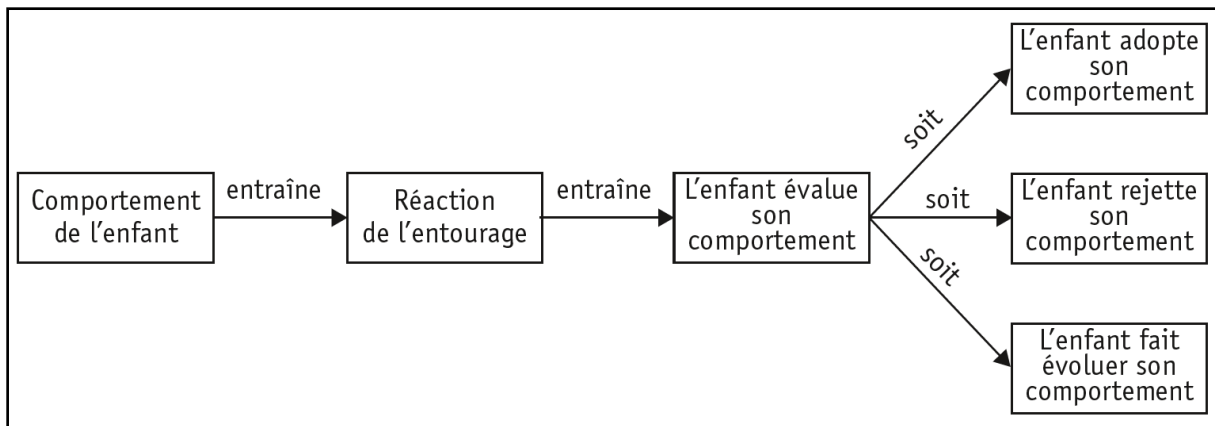 Comportement
de l'enfant
entraîne
Réaction
de l'entourage
entraîne
L'enfant évalue
son
comportement
soit
L'enfant adopte
son
comportement
soit
L'enfant rejette
son
comportement
soit
L'enfant fait
évoluer son
comportement